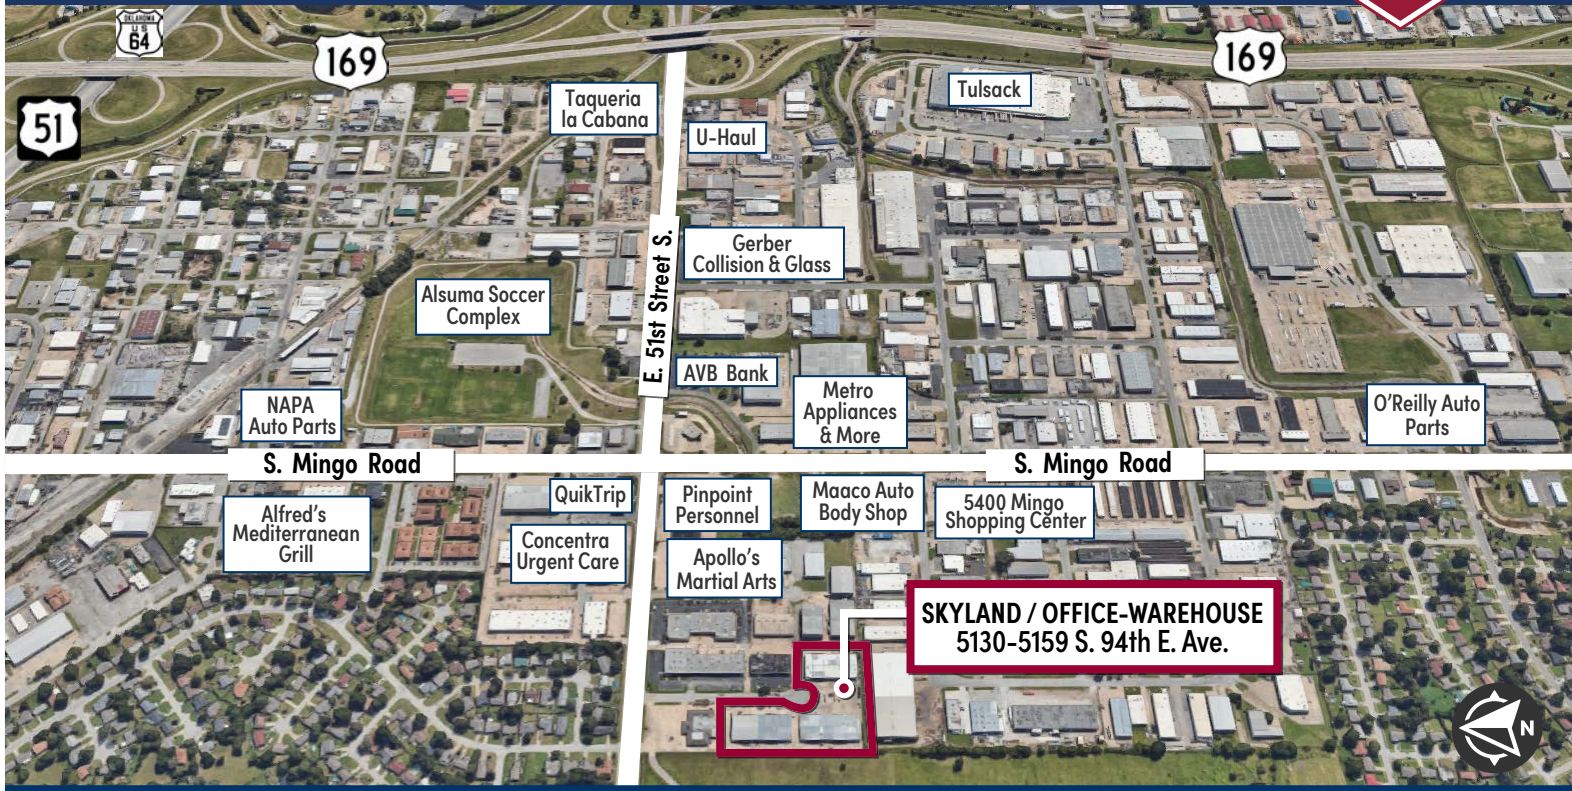 OKLAHOMA
US
64
169
169
51
Taqueria
la Cabana
Tulsack
U-Haul
E. 51st Street S.
Gerber
Collision & Glass
Alsuma Soccer
Complex
AVB Bank
Metro
Appliances
& More
NAPA
Auto Parts
O'Reilly Auto
Parts
S. Mingo Road
S. Mingo Road
Alfred's
Mediterranean
Grill
QuikTrip
Concentra
Urgent Care
Pinpoint
Personnel
Maaco Auto
Body Shop
5400 Mingo
Shopping Center
Apollo's
Martial Arts
SKYLAND / OFFICE-WAREHOUSE
5130-5159 S. 94th E. Ave.
N